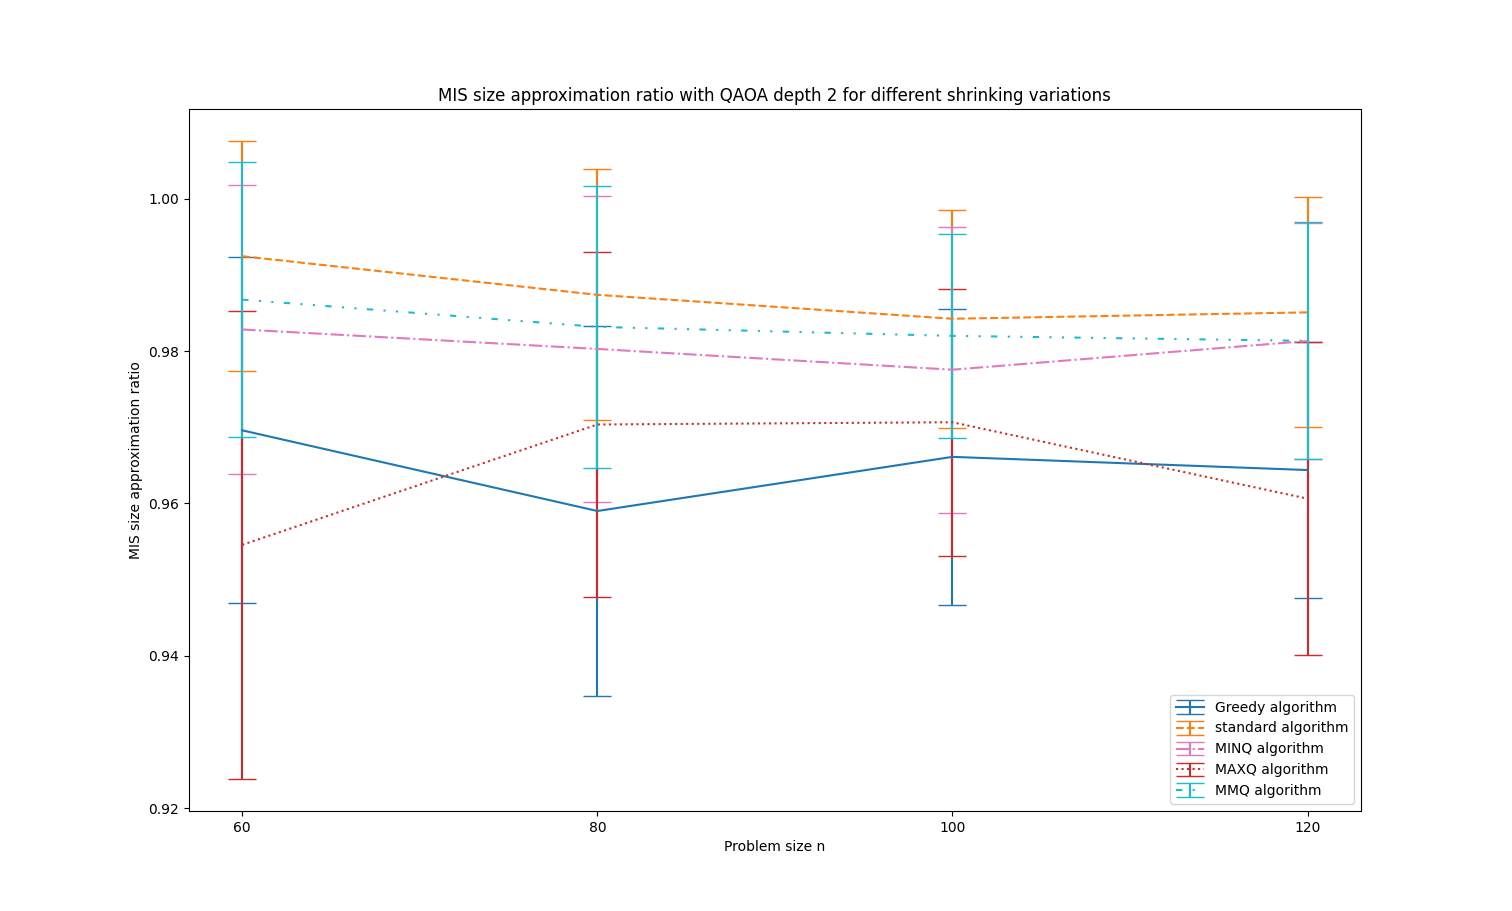 MIS size approximation ratio with QAOA depth 2 for different shrinking variations
MIS size approximation ratio
1.00
0.98
0.96
0.94
0.92
60
80
100
120
Problem size n
Greedy algorithm
standard algorithm
MINQ algorithm
MAXQ algorithm
MMQ algorithm